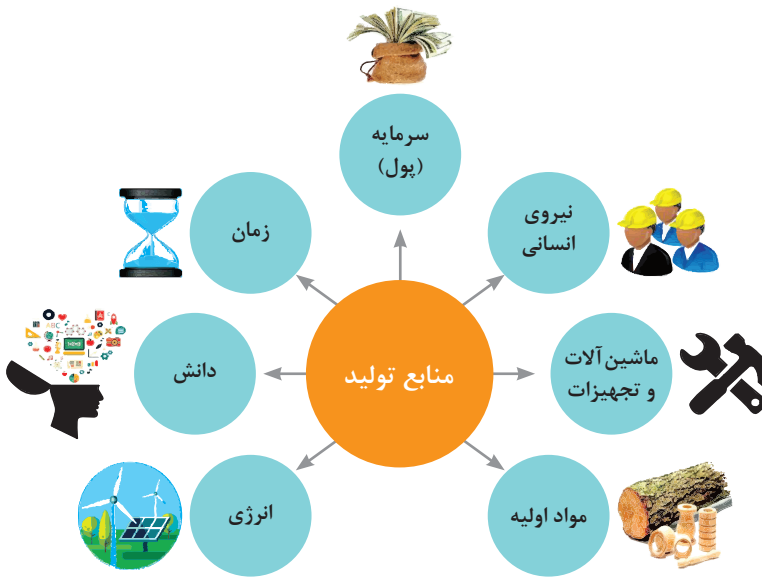 سرمایه
(پول)
نیروی
انسانی
زمان
ماشین‌آلات
و تجهیزات
منابع تولید
دانش
مواد اولیه
انرژی